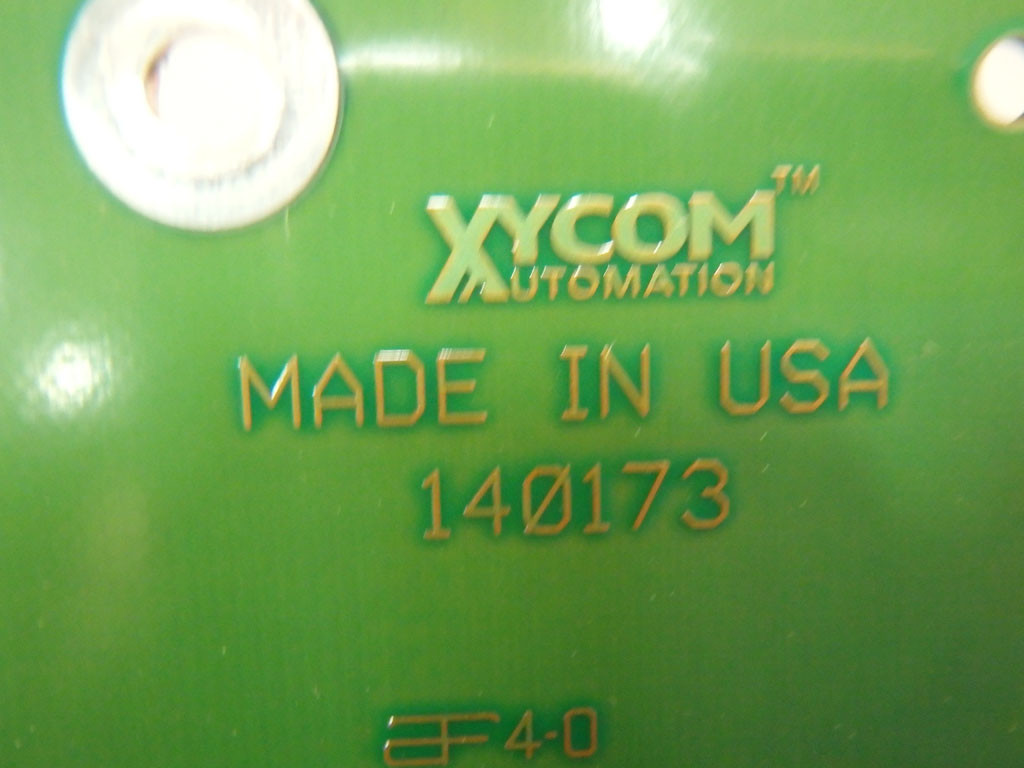 XYCOM™
AUTOMATION
MADE IN USA
140173
4-0